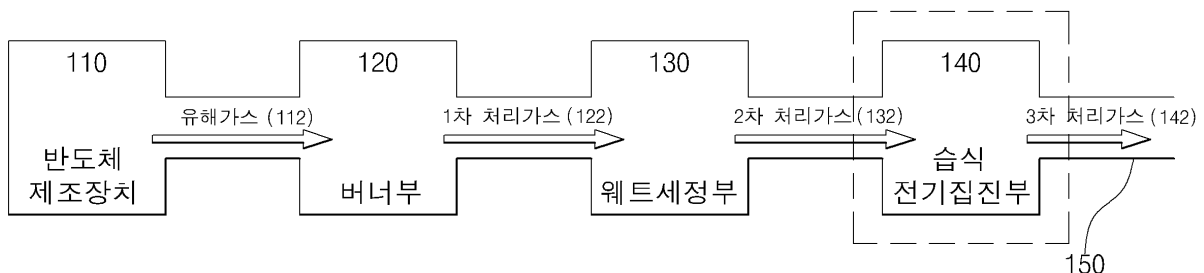 110
120
130
140
유해가스 (112)
1차 처리가스 (122)
2차 처리가스 (132)
3차 처리가스 (142)
반도체
제조장치
버너부
웨트세정부
습식
전기집진부
150